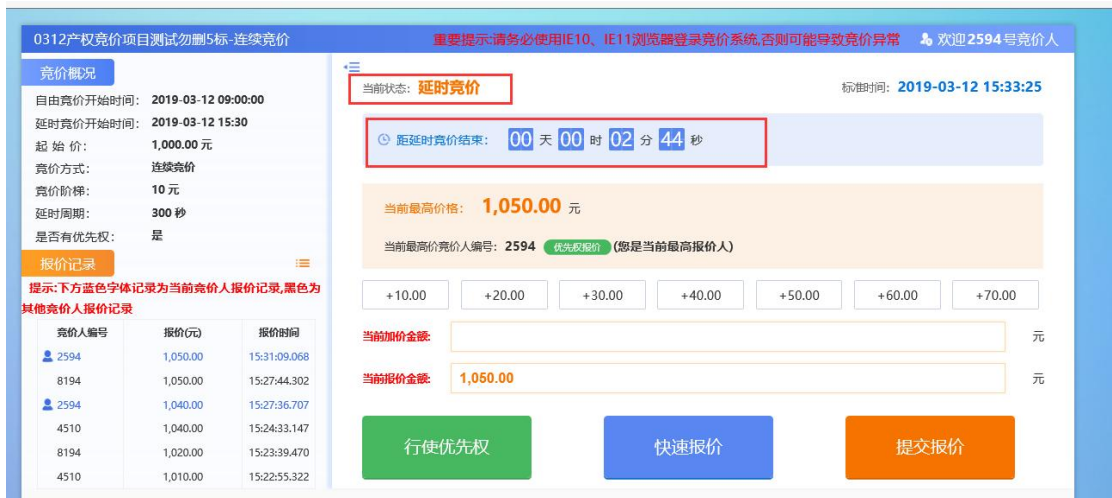 0312产权竞价项目测试勿删5标-连续竞价
重要提示:请务必使用IE10、IE11浏览器登录竞价系统,否则可能导致竞价异常
欢迎2594号竞价人
竞价概况
自由竞价开始时间: 2019-03-12 09:00:00
延时竞价开始时间: 2019-03-12 15:30
起 始 价: 1,000.00 元
竞价方式: 连续竞价
竞价阶梯: 10 元
延时周期: 300 秒
是否有优先权: 是
报价记录
提示:下方蓝色字体记录为当前竞价人报价记录,黑色为
其他竞价人报价记录
竞价人编号 报价(元) 报价时间
2594 1,050.00 15:31:09.068
8194 1,050.00 15:27:44.302
2594 1,040.00 15:27:36.707
4510 1,040.00 15:24:33.147
8194 1,020.00 15:23:39.470
4510 1,010.00 15:22:55.322
当前状态: 延时竞价
标准时间: 2019-03-12 15:33:25
距延时竞价结束: 00 天 00 时 02 分 44 秒
当前最高价格: 1,050.00 元
当前最高价竞价人编号: 2594 优先权报价 (您是当前最高报价人)
+10.00 +20.00 +30.00 +40.00 +50.00 +60.00 +70.00
当前加价金额: 元
当前报价金额: 1,050.00 元
行使优先权 快速报价 提交报价